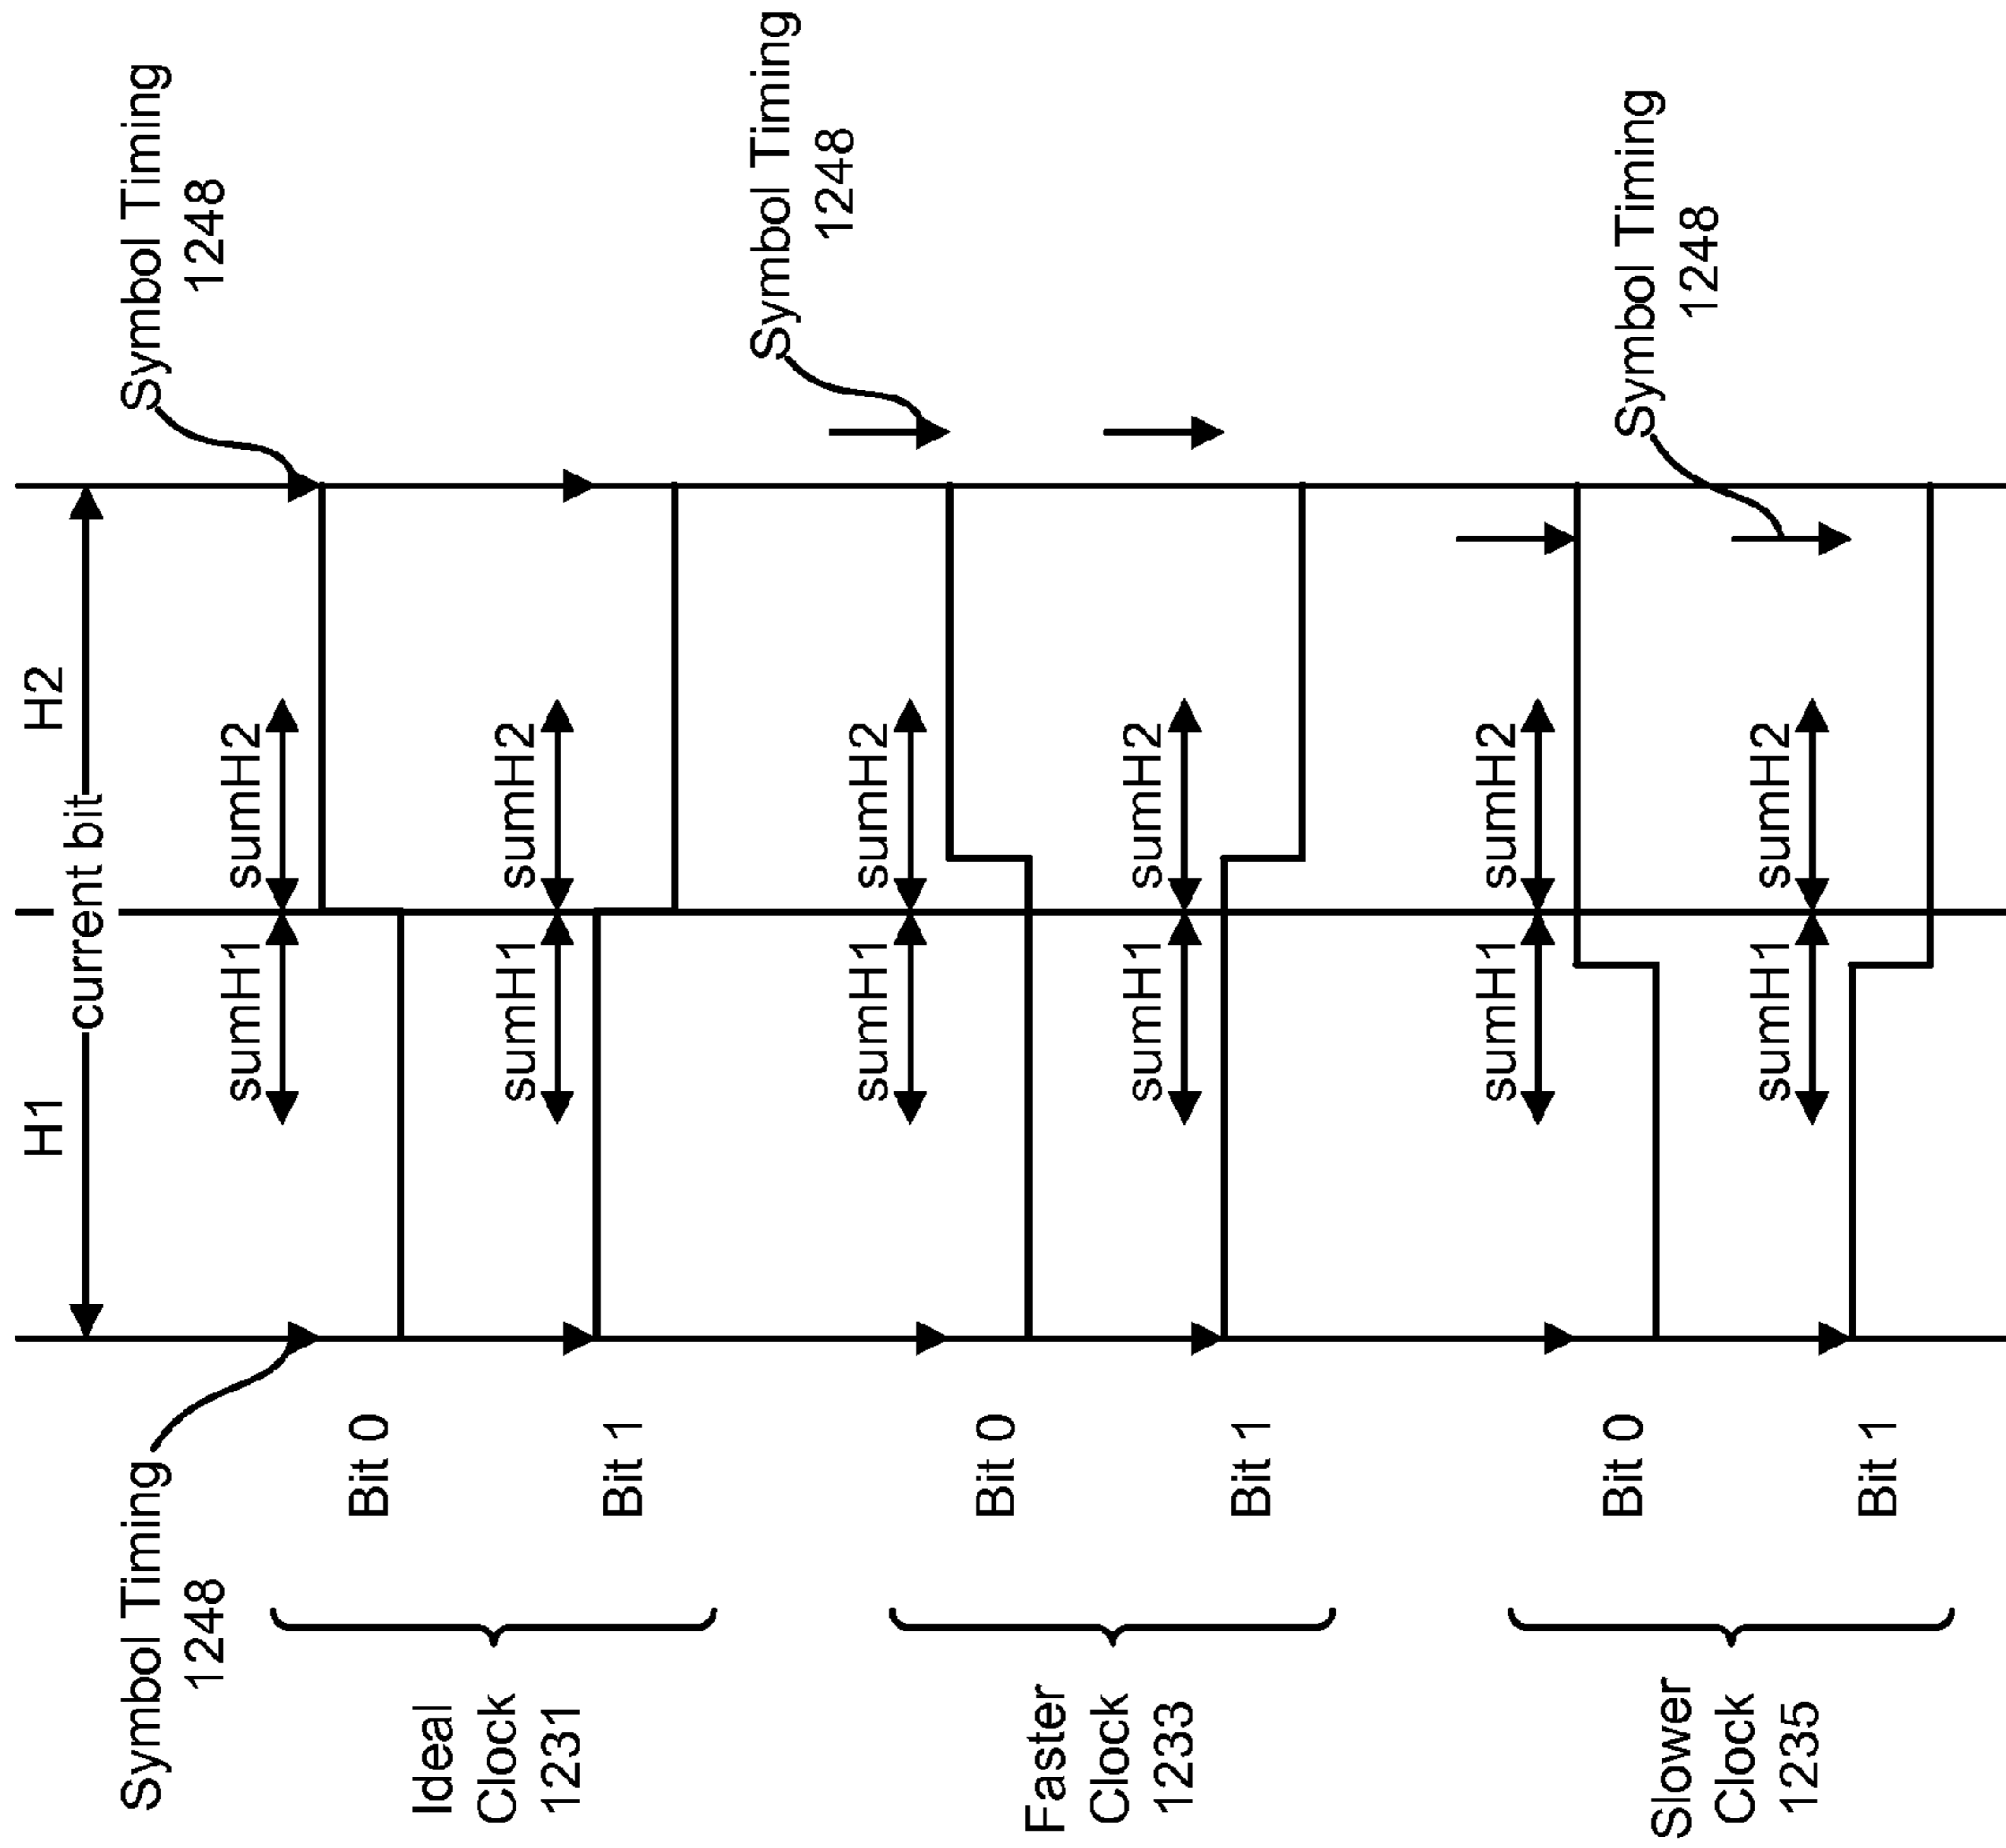 H1
H2
current bit
Symbol Timing
1248
Symbol Timing
1248
sumH1 sumH2
Ideal
Clock
1231
Bit 0
sumH1 sumH2
Bit 1
Symbol Timing
1248
sumH1 sumH2
Faster
Clock
1233
Bit 0
sumH1 sumH2
Bit 1
sumH1 sumH2
Symbol Timing
1248
Slower
Clock
1235
Bit 0
sumH1 sumH2
Bit 1